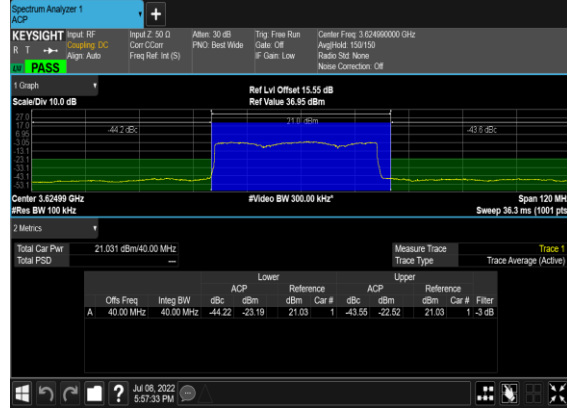 Spectrum Analyzer 1
ACP
+
KEYSIGHT Input: RF Input Z: 50 Ω Atten: 30 dB Trig: Free Run Center Freq: 3.624990000 GHz
R T Coupling: DC Corr CCorr PNO: Best Wide Gate: Off Avg|Hold: 150/150
Align: Auto Freq Ref: Int (S) IF Gain: Low Radio Std: None
PASS Noise Correction: Off
1 Graph Ref Lvl Offset 15.55 dB
Scale/Div 10.0 dB Ref Value 36.95 dBm
27.0
17.0 -44.2 dBc 21.0 dBm -43.6 dBc
6.95
-3.05
-13.1
-23.1
-33.1
-43.1
-53.1
Center 3.62499 GHz #Video BW 300.00 kHz* Span 120 MH
#Res BW 100 kHz Sweep 36.3 ms (1001 pts
2 Metrics
Total Car Pwr 21.031 dBm/40.00 MHz Measure Trace Trace 1
Total PSD --- Trace Type Trace Average (Active)
Lower Upper
ACP Reference ACP Reference
Offs Freq Integ BW dBc dBm dBm Car # dBc dBm dBm Car # Filter
A 40.00 MHz 40.00 MHz -44.22 -23.19 21.03 1 -43.55 -22.52 21.03 1 -3 dB
? Jul 08, 2022
5:57:33 PM